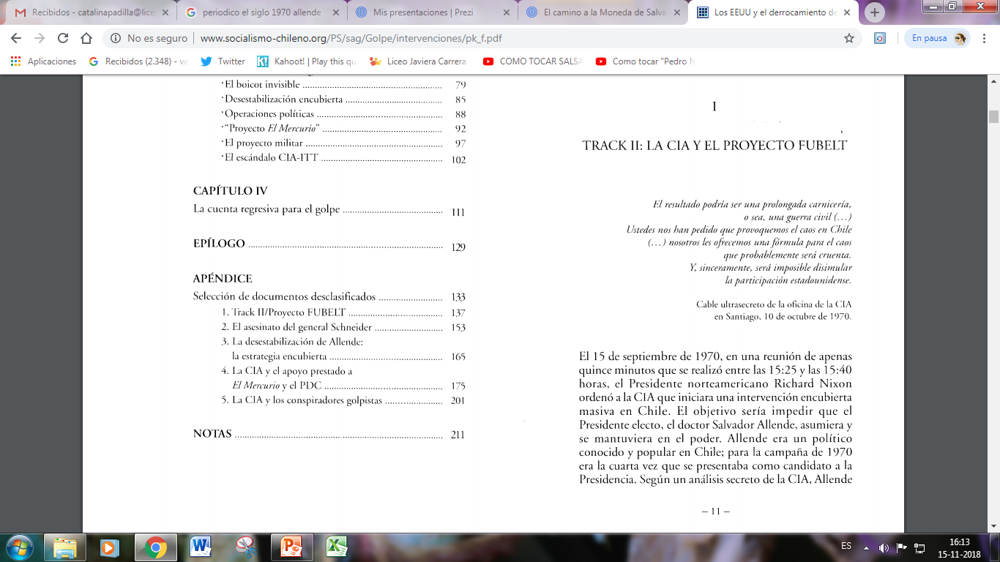 Recibidos - catalinapadilla@lice
periodico el siglo 1970 allende -
Mis presentaciones | Prezi
El camino a la Moneda de Salva
Los EEUU y el derrocamiento de
No es seguro | www.socialismo-chileno.org/PS/sag/Golpe/intervenciones/pk_f.pdf
En pausa
Aplicaciones
Recibidos (2.348) - ve
Twitter
Kahoot! | Play this qu
Liceo Javiera Carrera
COMO TOCAR SALSA
Como tocar "Pedro N
·El boicot invisible ........ 79
·Desestabilización encubierta ........ 85
·Operaciones políticas ........ 88
·"Proyecto El Mercurio" ........ 92
·El proyecto militar ........ 97
·El escándalo CIA-ITT ........ 102
CAPÍTULO IV
La cuenta regresiva para el golpe ........ 111
EPÍLOGO ........ 129
APÉNDICE
Selección de documentos desclasificados ........ 133
1. Track II/Proyecto FUBELT ........ 137
2. El asesinato del general Schneider ........ 153
3. La desestabilización de Allende:
la estrategia encubierta ........ 165
4. La CIA y el apoyo prestado a
El Mercurio y el PDC ........ 175
5. La CIA y los conspiradores golpistas ........ 201
NOTAS ........ 211
I
TRACK II: LA CIA Y EL PROYECTO FUBELT
El resultado podría ser una prolongada carnicería,
o sea, una guerra civil (…)
Ustedes nos han pedido que provoquemos el caos en Chile
(…) nosotros les ofrecemos una fórmula para el caos
que probablemente será cruenta.
Y, sinceramente, será imposible disimular
la participación estadounidense.
Cable ultrasecreto de la oficina de la CIA
en Santiago, 10 de octubre de 1970.
El 15 de septiembre de 1970, en una reunión de apenas
quince minutos que se realizó entre las 15:25 y las 15:40
horas, el Presidente norteamericano Richard Nixon
ordenó a la CIA que iniciara una intervención encubierta
masiva en Chile. El objetivo sería impedir que el
Presidente electo, el doctor Salvador Allende, asumiera y
se mantuviera en el poder. Allende era un político
conocido y popular en Chile; para la campaña de 1970
era la cuarta vez que se presentaba como candidato a la
Presidencia. Según un análisis secreto de la CIA, Allende
– 11 –
ES
16:13
15-11-2018